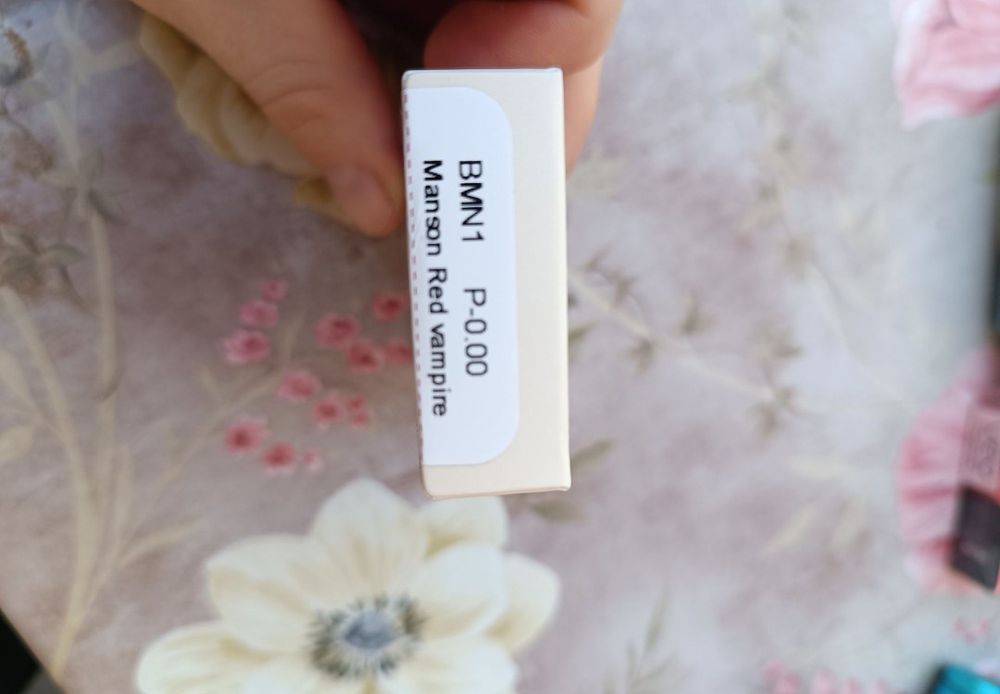 BMN1 P-0.00
Manson Red vampire